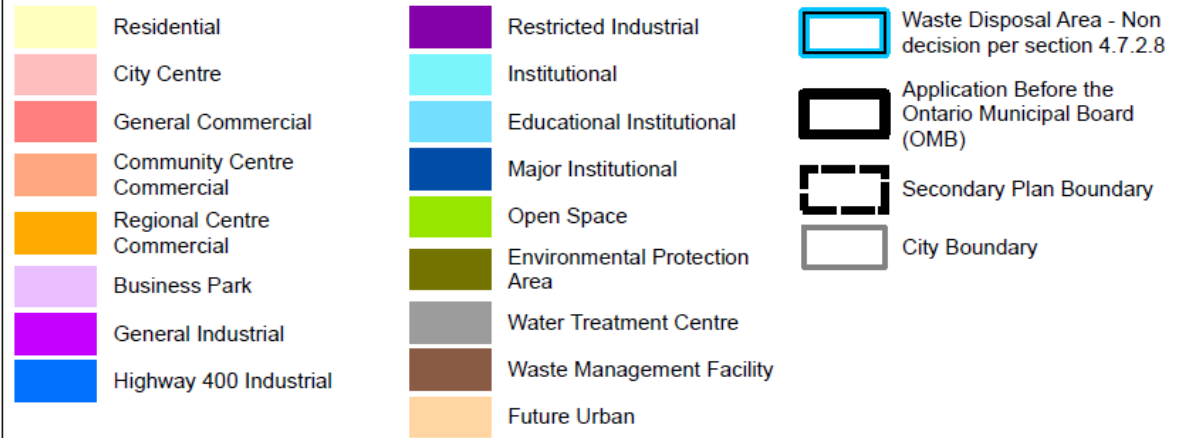 Residential
City Centre
General Commercial
Community Centre
Commercial
Regional Centre
Commercial
Business Park
General Industrial
Highway 400 Industrial
Restricted Industrial
Institutional
Educational Institutional
Major Institutional
Open Space
Environmental Protection
Area
Water Treatment Centre
Waste Management Facility
Future Urban
Waste Disposal Area - Non
decision per section 4.7.2.8
Application Before the
Ontario Municipal Board
(OMB)
Secondary Plan Boundary
City Boundary